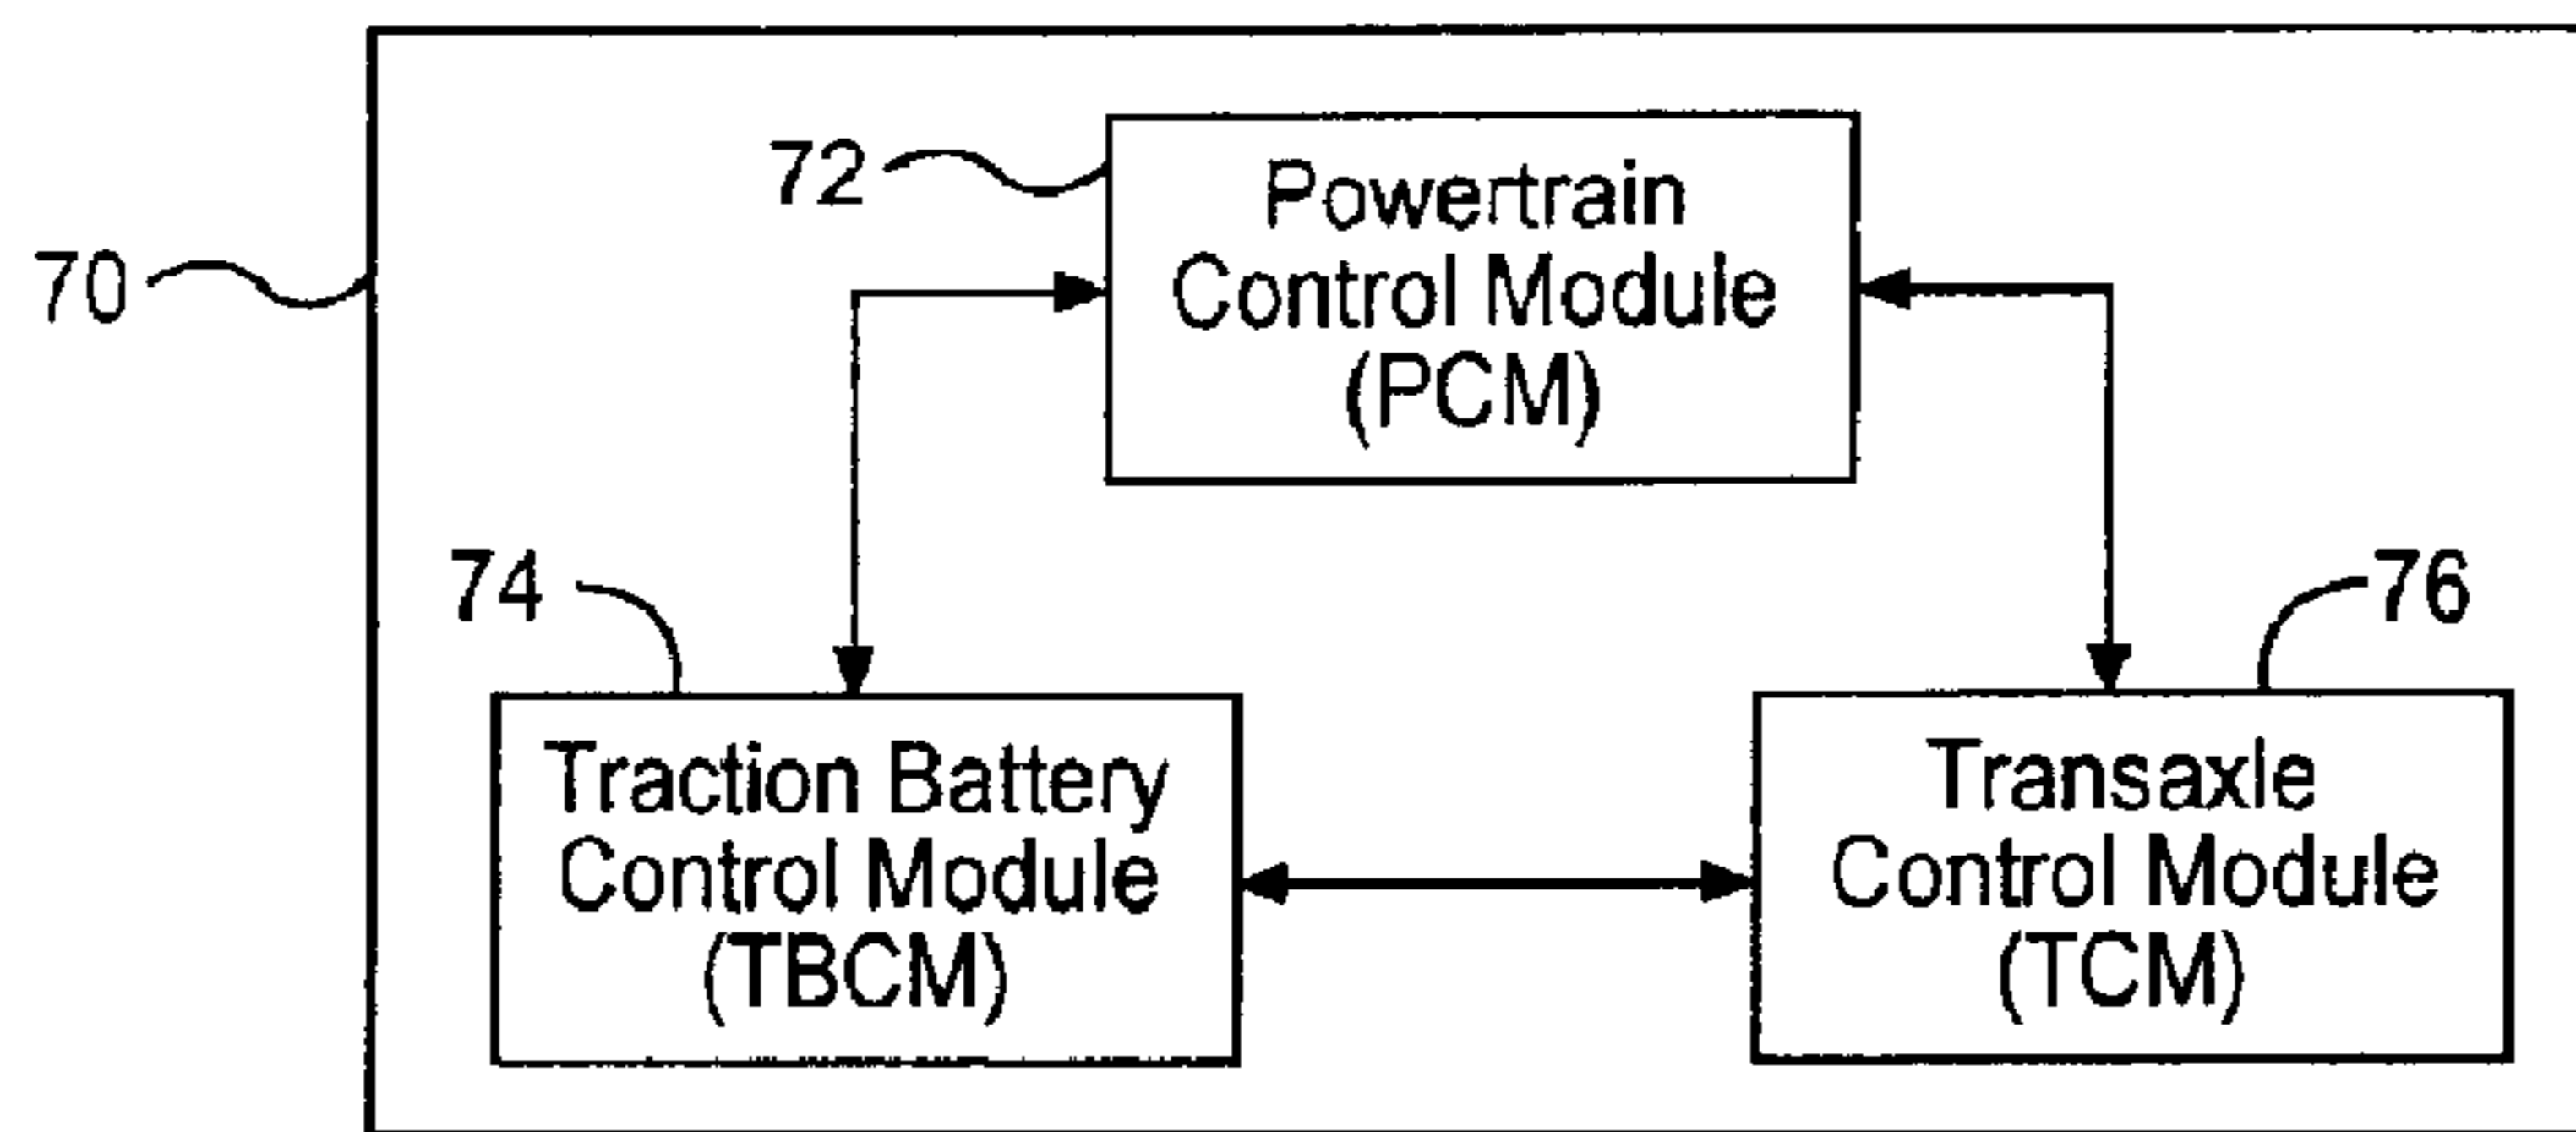 72
Powertrain
Control Module
(PCM)
70
74
76
Traction Battery
Control Module
(TBCM)
Transaxle
Control Module
(TCM)